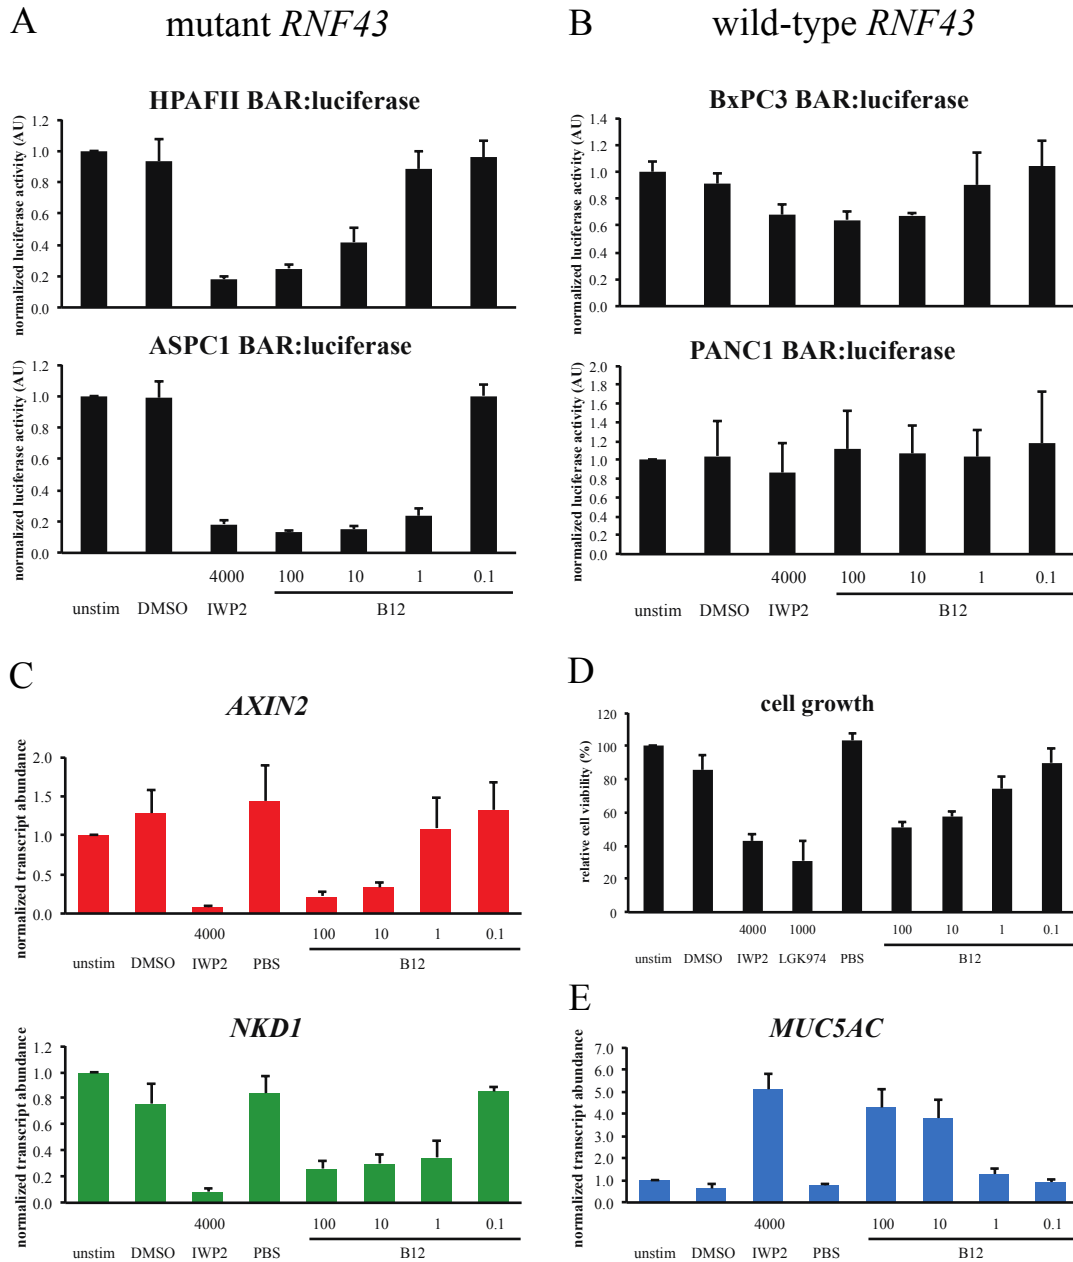 A mutant RNF43
HPAFII BAR:luciferase
normalized luciferase activity (AU)
1.2
1.0
0.8
0.6
0.4
0.2
0.0
ASPC1 BAR:luciferase
normalized luciferase activity (AU)
1.2
1.0
0.8
0.6
0.4
0.2
0.0
4000 100 10 1 0.1
unstim DMSO IWP2 B12
B wild-type RNF43
BxPC3 BAR:luciferase
normalized luciferase activity (AU)
1.4
1.2
1.0
0.8
0.6
0.4
0.2
0.0
PANC1 BAR:luciferase
normalized luciferase activity (AU)
2.0
1.8
1.6
1.4
1.2
1.0
0.8
0.6
0.4
0.2
0.0
4000 100 10 1 0.1
unstim DMSO IWP2 B12
C
AXIN2
normalized transcript abundance
2.0
1.5
1.0
0.5
0.0
4000 100 10 1 0.1
unstim DMSO IWP2 PBS B12
NKD1
normalized transcript abundance
1.2
1.0
0.8
0.6
0.4
0.2
0.0
4000 100 10 1 0.1
unstim DMSO IWP2 PBS B12
D
cell growth
relative cell viability (%)
120
100
80
60
40
20
0
4000 1000 100 10 1 0.1
unstim DMSO IWP2 LGK974 PBS B12
E
MUC5AC
normalized transcript abundance
7.0
6.0
5.0
4.0
3.0
2.0
1.0
0.0
4000 100 10 1 0.1
unstim DMSO IWP2 PBS B12